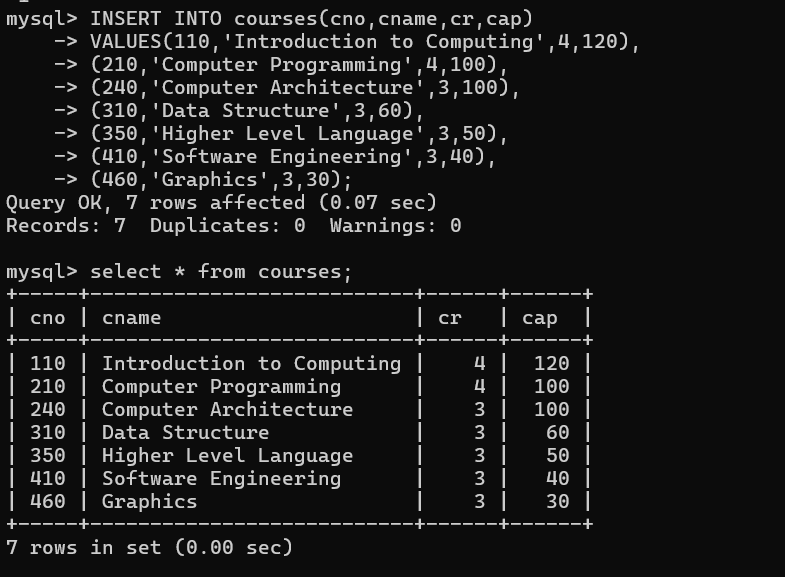 mysql> INSERT INTO courses(cno,cname,cr,cap)
    -> VALUES(110,'Introduction to Computing',4,120),
    -> (210,'Computer Programming',4,100),
    -> (240,'Computer Architecture',3,100),
    -> (310,'Data Structure',3,60),
    -> (350,'Higher Level Language',3,50),
    -> (410,'Software Engineering',3,40),
    -> (460,'Graphics',3,30);
Query OK, 7 rows affected (0.07 sec)
Records: 7  Duplicates: 0  Warnings: 0

mysql> select * from courses;
+-----+---------------------------+------+------+
| cno | cname                     | cr   | cap  |
+-----+---------------------------+------+------+
| 110 | Introduction to Computing |    4 |  120 |
| 210 | Computer Programming      |    4 |  100 |
| 240 | Computer Architecture     |    3 |  100 |
| 310 | Data Structure            |    3 |   60 |
| 350 | Higher Level Language     |    3 |   50 |
| 410 | Software Engineering      |    3 |   40 |
| 460 | Graphics                  |    3 |   30 |
+-----+---------------------------+------+------+
7 rows in set (0.00 sec)